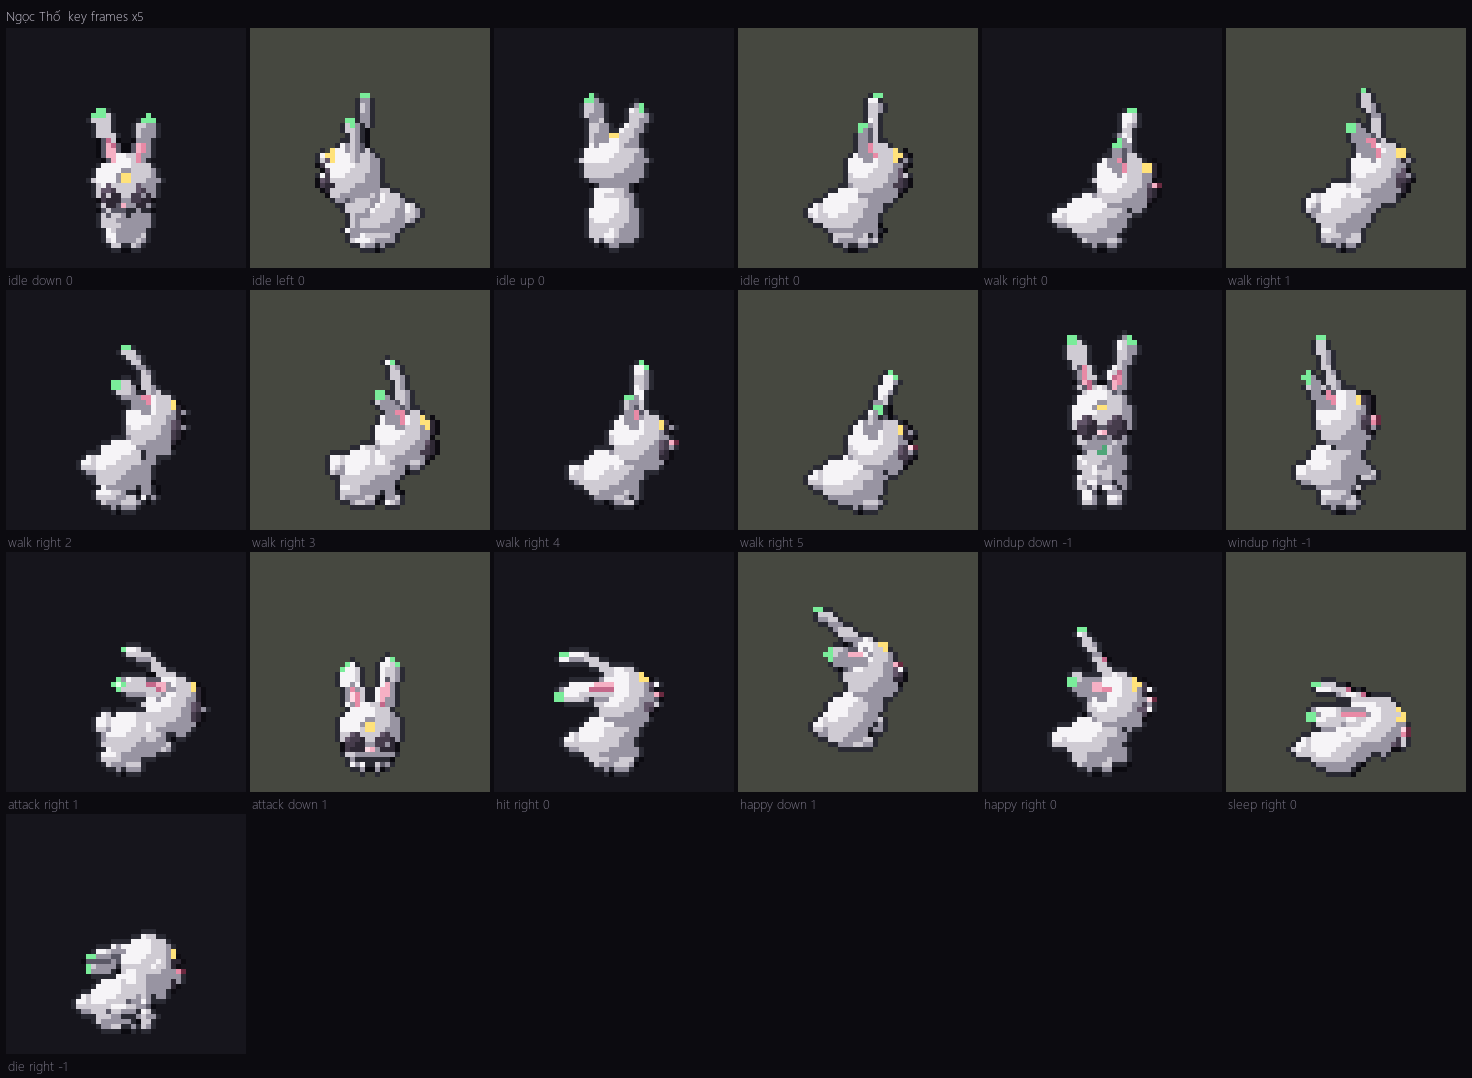 Ngọc Thố key frames x5
idle down 0
idle left 0
idle up 0
idle right 0
walk right 0
walk right 1
walk right 2
walk right 3
walk right 4
walk right 5
windup down -1
windup right -1
attack right 1
attack down 1
hit right 0
happy down 1
happy right 0
sleep right 0
die right -1